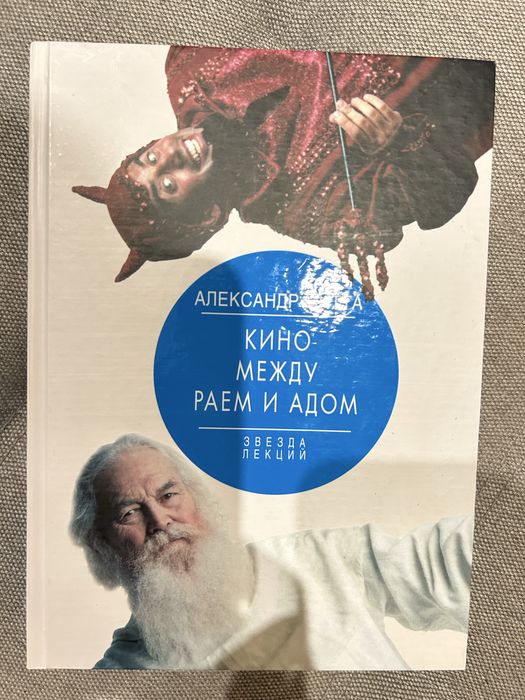 АЛЕКСАНДР
КИНО
МЕЖДУ
РАЕМ И АДОМ
ЗВЕЗДА
ЛЕКЦИЙ